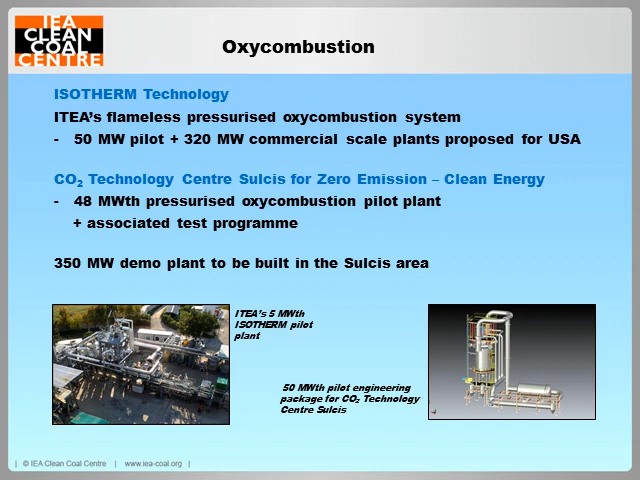 IEA
CLEAN
COAL
CENTRE
Oxycombustion
ISOTHERM Technology
ITEA's flameless pressurised oxycombustion system
- 50 MW pilot + 320 MW commercial scale plants proposed for USA
CO2 Technology Centre Sulcis for Zero Emission – Clean Energy
- 48 MWth pressurised oxycombustion pilot plant
+ associated test programme
350 MW demo plant to be built in the Sulcis area
ITEA's 5 MWth
ISOTHERM pilot
plant
50 MWth pilot engineering
package for CO2 Technology
Centre Sulcis
| © IEA Clean Coal Centre | www.iea-coal.org |